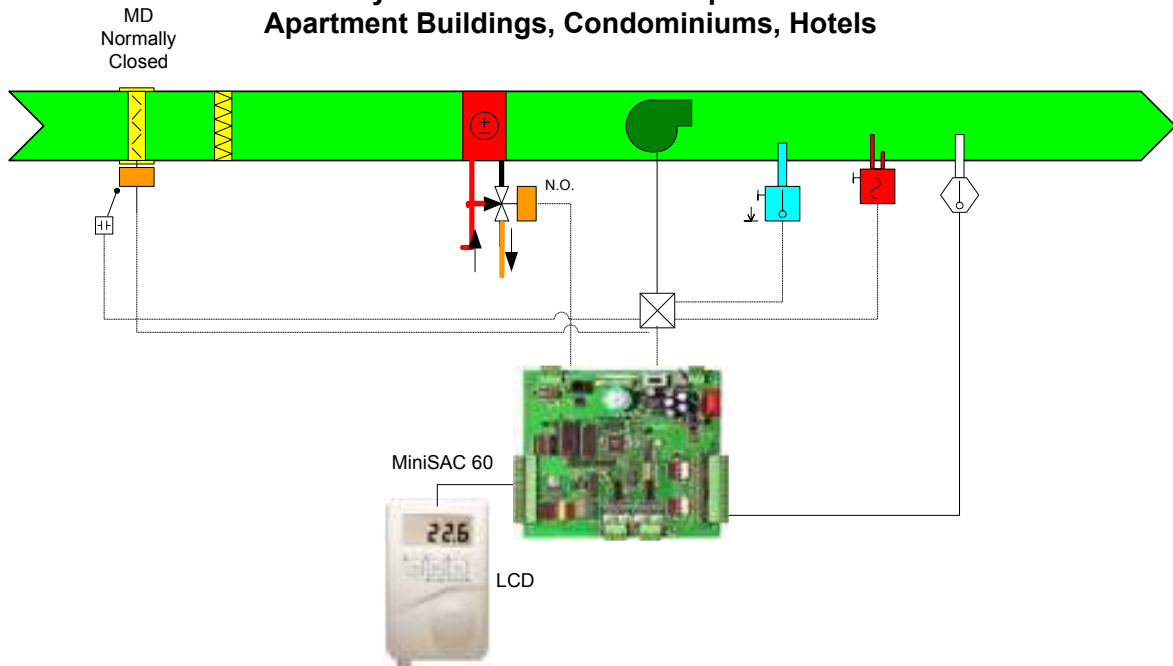 Apartment Buildings, Condominiums, Hotels
MD
Normally
Closed
N.O.
MiniSAC 60
22.6
LCD